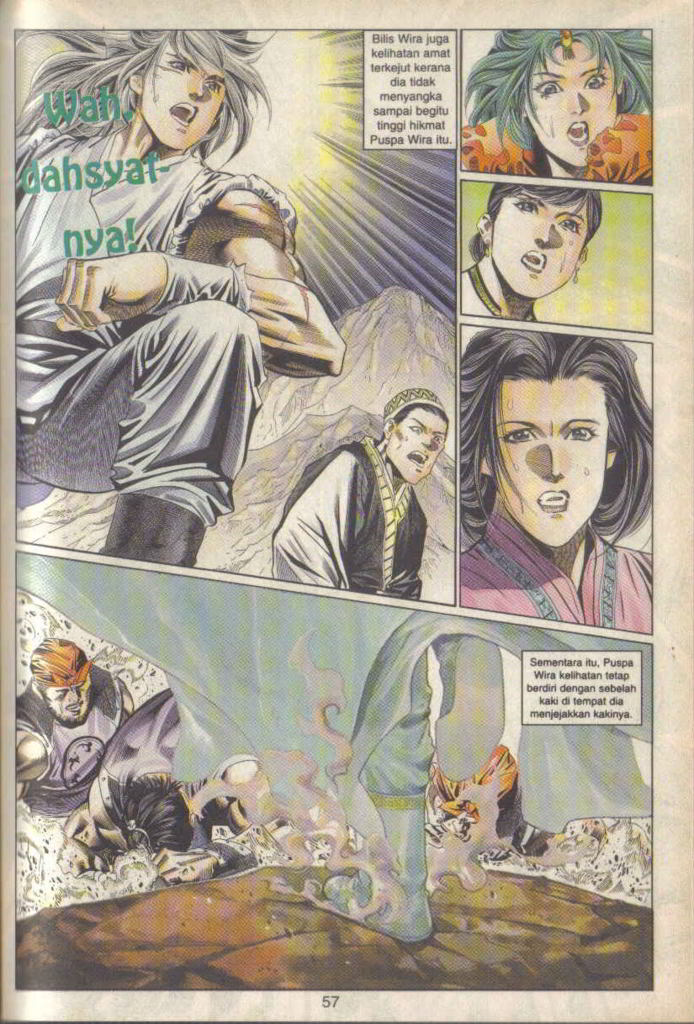 Wah,
dahsyat-
nya!
Bilis Wira juga
kelihatan amat
terkejut kerana
dia tidak
menyangka
sampai begitu
tinggi hikmat
Puspa Wira itu.
Sementara itu, Puspa
Wira kelihatan tetap
berdiri dengan sebelah
kaki di tempat dia
menjejakkan kakinya.
57